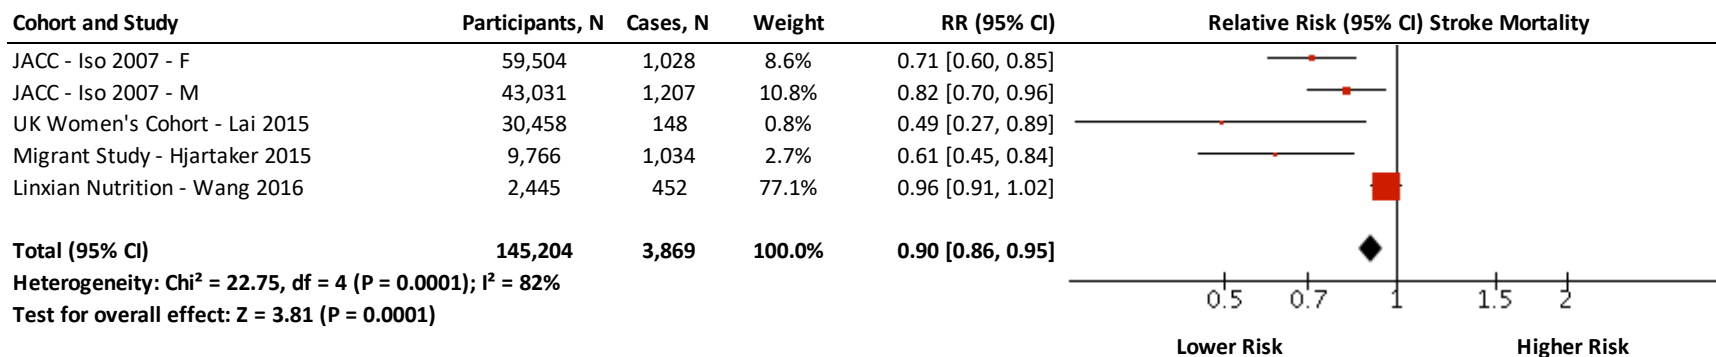 Cohort and Study Participants, N Cases, N Weight RR (95% CI) Relative Risk (95% CI) Stroke Mortality
JACC - Iso 2007 - F 59,504 1,028 8.6% 0.71 [0.60, 0.85]
JACC - Iso 2007 - M 43,031 1,207 10.8% 0.82 [0.70, 0.96]
UK Women's Cohort - Lai 2015 30,458 148 0.8% 0.49 [0.27, 0.89]
Migrant Study - Hjartaker 2015 9,766 1,034 2.7% 0.61 [0.45, 0.84]
Linxian Nutrition - Wang 2016 2,445 452 77.1% 0.96 [0.91, 1.02]
Total (95% CI) 145,204 3,869 100.0% 0.90 [0.86, 0.95]
Heterogeneity: Chi² = 22.75, df = 4 (P = 0.0001); I² = 82%
0.5 0.7 1 1.5 2
Test for overall effect: Z = 3.81 (P = 0.0001)
Lower Risk Higher Risk